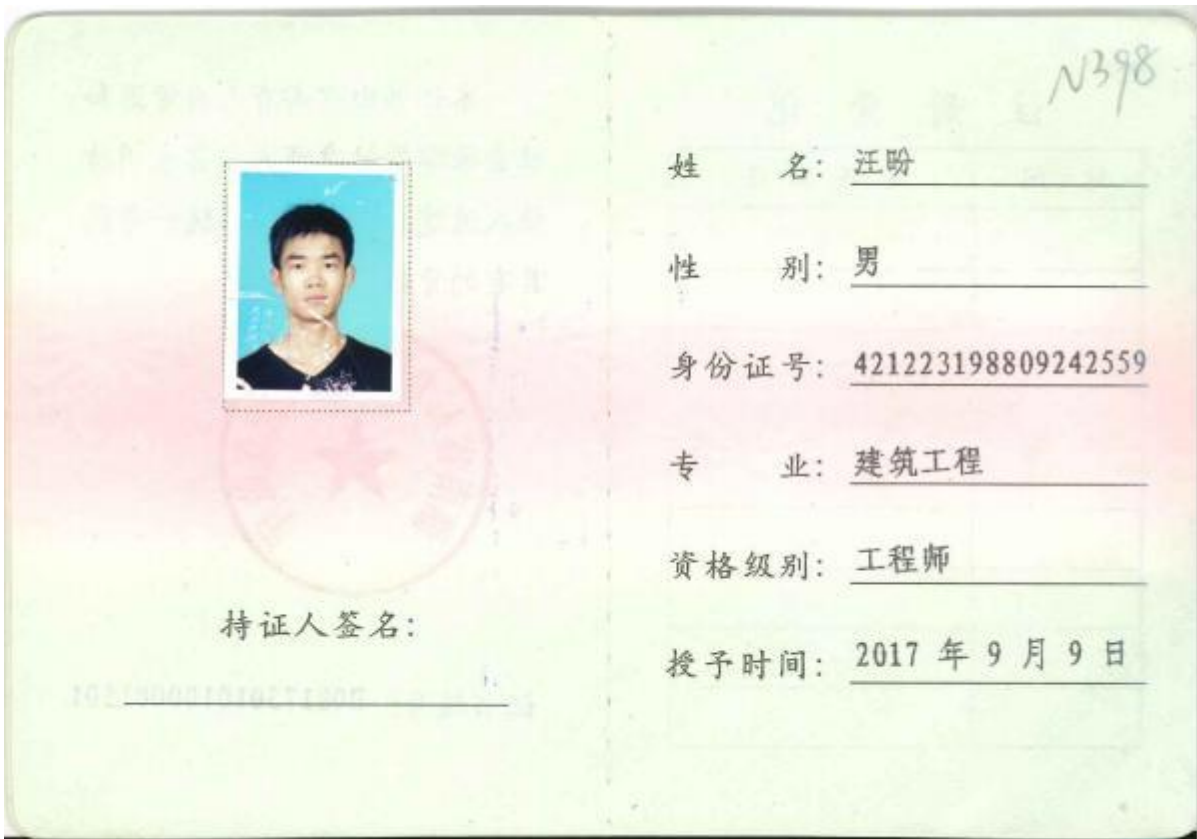 N398
姓 名: 汪昐
性 别: 男
身份证号: 421223198809242559
专 业: 建筑工程
资格级别: 工程师
授予时间: 2017 年 9 月 9 日
持证人签名: